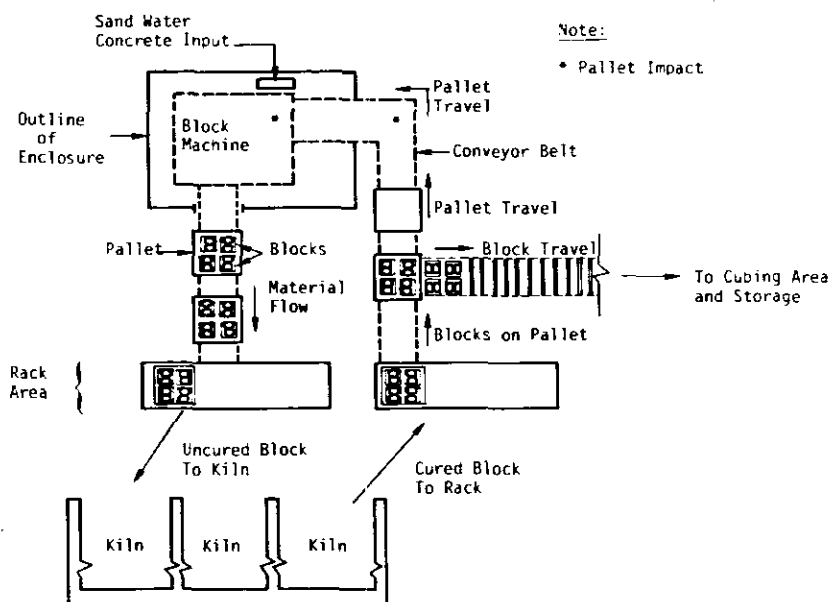 Sand Water
Concrete Input
Note:
* Pallet Impact
Pallet
Travel
Outline
of
Enclosure
Block
Machine
Conveyor Belt
Pallet Travel
Pallet
Blocks
Block Travel
To Cubing Area
and Storage
Material
Flow
Blocks on Pallet
Rack
Area
Uncured Block
To Kiln
Cured Block
To Rack
Kiln
Kiln
Kiln